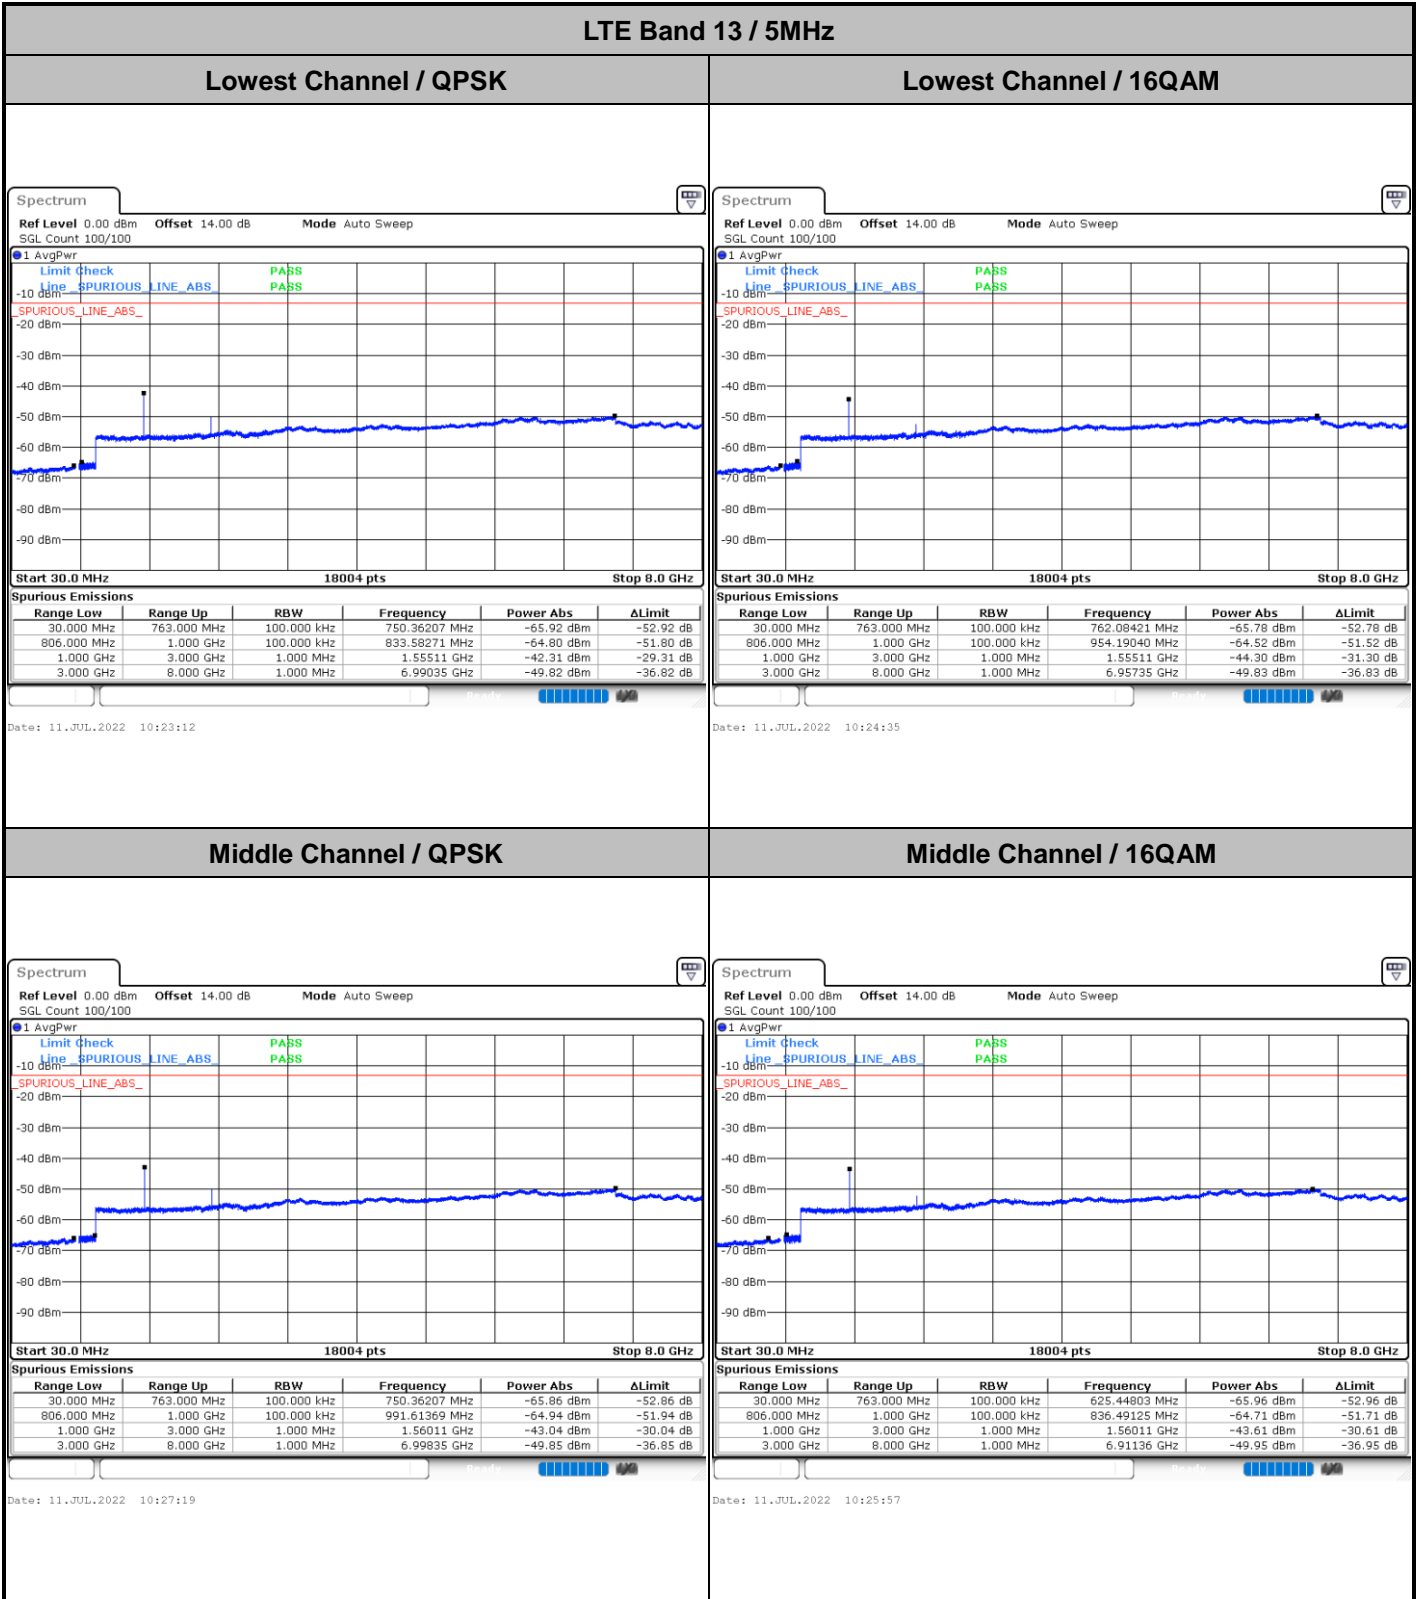 LTE Band 13 / 5MHz
Lowest Channel / QPSK
Lowest Channel / 16QAM
Spectrum
Ref Level 0.00 dBm Offset 14.00 dB Mode Auto Sweep
SGL Count 100/100
1 AvgPwr
Limit Check PASS
Line _SPURIOUS_LINE_ABS_ PASS
-10 dBm
_SPURIOUS_LINE_ABS_
-20 dBm
-30 dBm
-40 dBm
-50 dBm
-60 dBm
-70 dBm
-80 dBm
-90 dBm
Start 30.0 MHz 18004 pts Stop 8.0 GHz
Spurious Emissions
Range Low Range Up RBW Frequency Power Abs ΔLimit
30.000 MHz 763.000 MHz 100.000 kHz 750.36207 MHz -65.92 dBm -52.92 dB
806.000 MHz 1.000 GHz 100.000 kHz 833.58271 MHz -64.80 dBm -51.80 dB
1.000 GHz 3.000 GHz 1.000 MHz 1.55511 GHz -42.31 dBm -29.31 dB
3.000 GHz 8.000 GHz 1.000 MHz 6.99035 GHz -49.82 dBm -36.82 dB
Ready
Date: 11.JUL.2022 10:23:12
Spectrum
Ref Level 0.00 dBm Offset 14.00 dB Mode Auto Sweep
SGL Count 100/100
1 AvgPwr
Limit Check PASS
Line _SPURIOUS_LINE_ABS_ PASS
-10 dBm
_SPURIOUS_LINE_ABS_
-20 dBm
-30 dBm
-40 dBm
-50 dBm
-60 dBm
-70 dBm
-80 dBm
-90 dBm
Start 30.0 MHz 18004 pts Stop 8.0 GHz
Spurious Emissions
Range Low Range Up RBW Frequency Power Abs ΔLimit
30.000 MHz 763.000 MHz 100.000 kHz 762.08421 MHz -65.78 dBm -52.78 dB
806.000 MHz 1.000 GHz 100.000 kHz 954.19040 MHz -64.52 dBm -51.52 dB
1.000 GHz 3.000 GHz 1.000 MHz 1.55511 GHz -44.30 dBm -31.30 dB
3.000 GHz 8.000 GHz 1.000 MHz 6.95735 GHz -49.83 dBm -36.83 dB
Ready
Date: 11.JUL.2022 10:24:35
Middle Channel / QPSK
Middle Channel / 16QAM
Spectrum
Ref Level 0.00 dBm Offset 14.00 dB Mode Auto Sweep
SGL Count 100/100
1 AvgPwr
Limit Check PASS
Line _SPURIOUS_LINE_ABS_ PASS
-10 dBm
_SPURIOUS_LINE_ABS_
-20 dBm
-30 dBm
-40 dBm
-50 dBm
-60 dBm
-70 dBm
-80 dBm
-90 dBm
Start 30.0 MHz 18004 pts Stop 8.0 GHz
Spurious Emissions
Range Low Range Up RBW Frequency Power Abs ΔLimit
30.000 MHz 763.000 MHz 100.000 kHz 750.36207 MHz -65.86 dBm -52.86 dB
806.000 MHz 1.000 GHz 100.000 kHz 991.61369 MHz -64.94 dBm -51.94 dB
1.000 GHz 3.000 GHz 1.000 MHz 1.56011 GHz -43.04 dBm -30.04 dB
3.000 GHz 8.000 GHz 1.000 MHz 6.99835 GHz -49.85 dBm -36.85 dB
Ready
Date: 11.JUL.2022 10:27:19
Spectrum
Ref Level 0.00 dBm Offset 14.00 dB Mode Auto Sweep
SGL Count 100/100
1 AvgPwr
Limit Check PASS
Line _SPURIOUS_LINE_ABS_ PASS
-10 dBm
_SPURIOUS_LINE_ABS_
-20 dBm
-30 dBm
-40 dBm
-50 dBm
-60 dBm
-70 dBm
-80 dBm
-90 dBm
Start 30.0 MHz 18004 pts Stop 8.0 GHz
Spurious Emissions
Range Low Range Up RBW Frequency Power Abs ΔLimit
30.000 MHz 763.000 MHz 100.000 kHz 625.44803 MHz -65.96 dBm -52.96 dB
806.000 MHz 1.000 GHz 100.000 kHz 836.49125 MHz -64.71 dBm -51.71 dB
1.000 GHz 3.000 GHz 1.000 MHz 1.56011 GHz -43.61 dBm -30.61 dB
3.000 GHz 8.000 GHz 1.000 MHz 6.91136 GHz -49.95 dBm -36.95 dB
Ready
Date: 11.JUL.2022 10:25:57